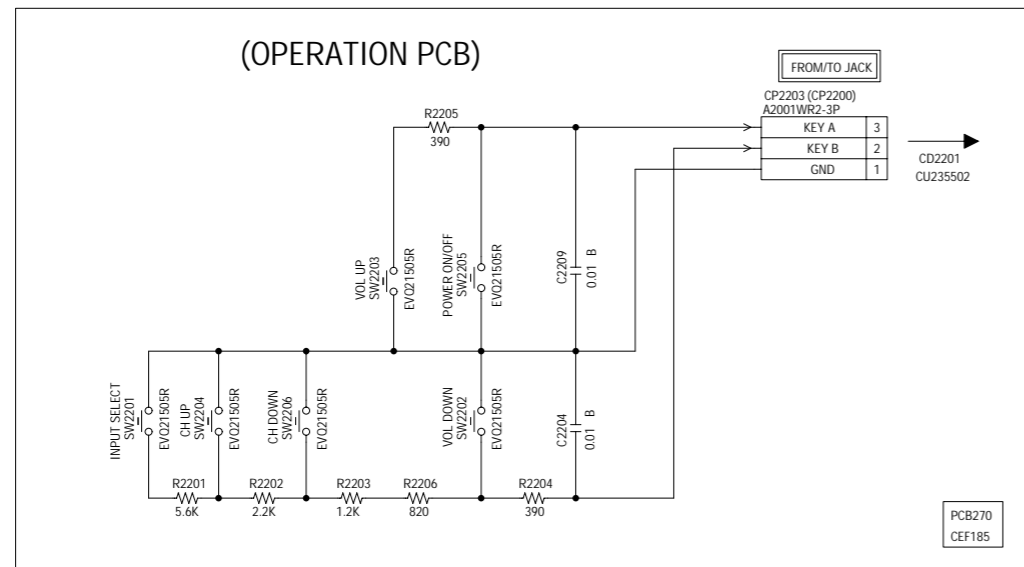 (OPERATION PCB)
FROM/TO JACK
CP2203 (CP2200)
A2001WR2-3P
KEY A 3
KEY B 2
GND 1
CD2201
CU235502
R2205
390
VOL UP
SW2203
EVQ21505R
POWER ON/OFF
SW2205
EVQ21505R
C2209
0.01 B
INPUT SELECT
SW2201
EVQ21505R
CH UP
SW2204
EVQ21505R
CH DOWN
SW2206
EVQ21505R
VOL DOWN
SW2202
EVQ21505R
C2204
0.01 B
R2201
5.6K
R2202
2.2K
R2203
1.2K
R2206
820
R2204
390
PCB270
CEF185